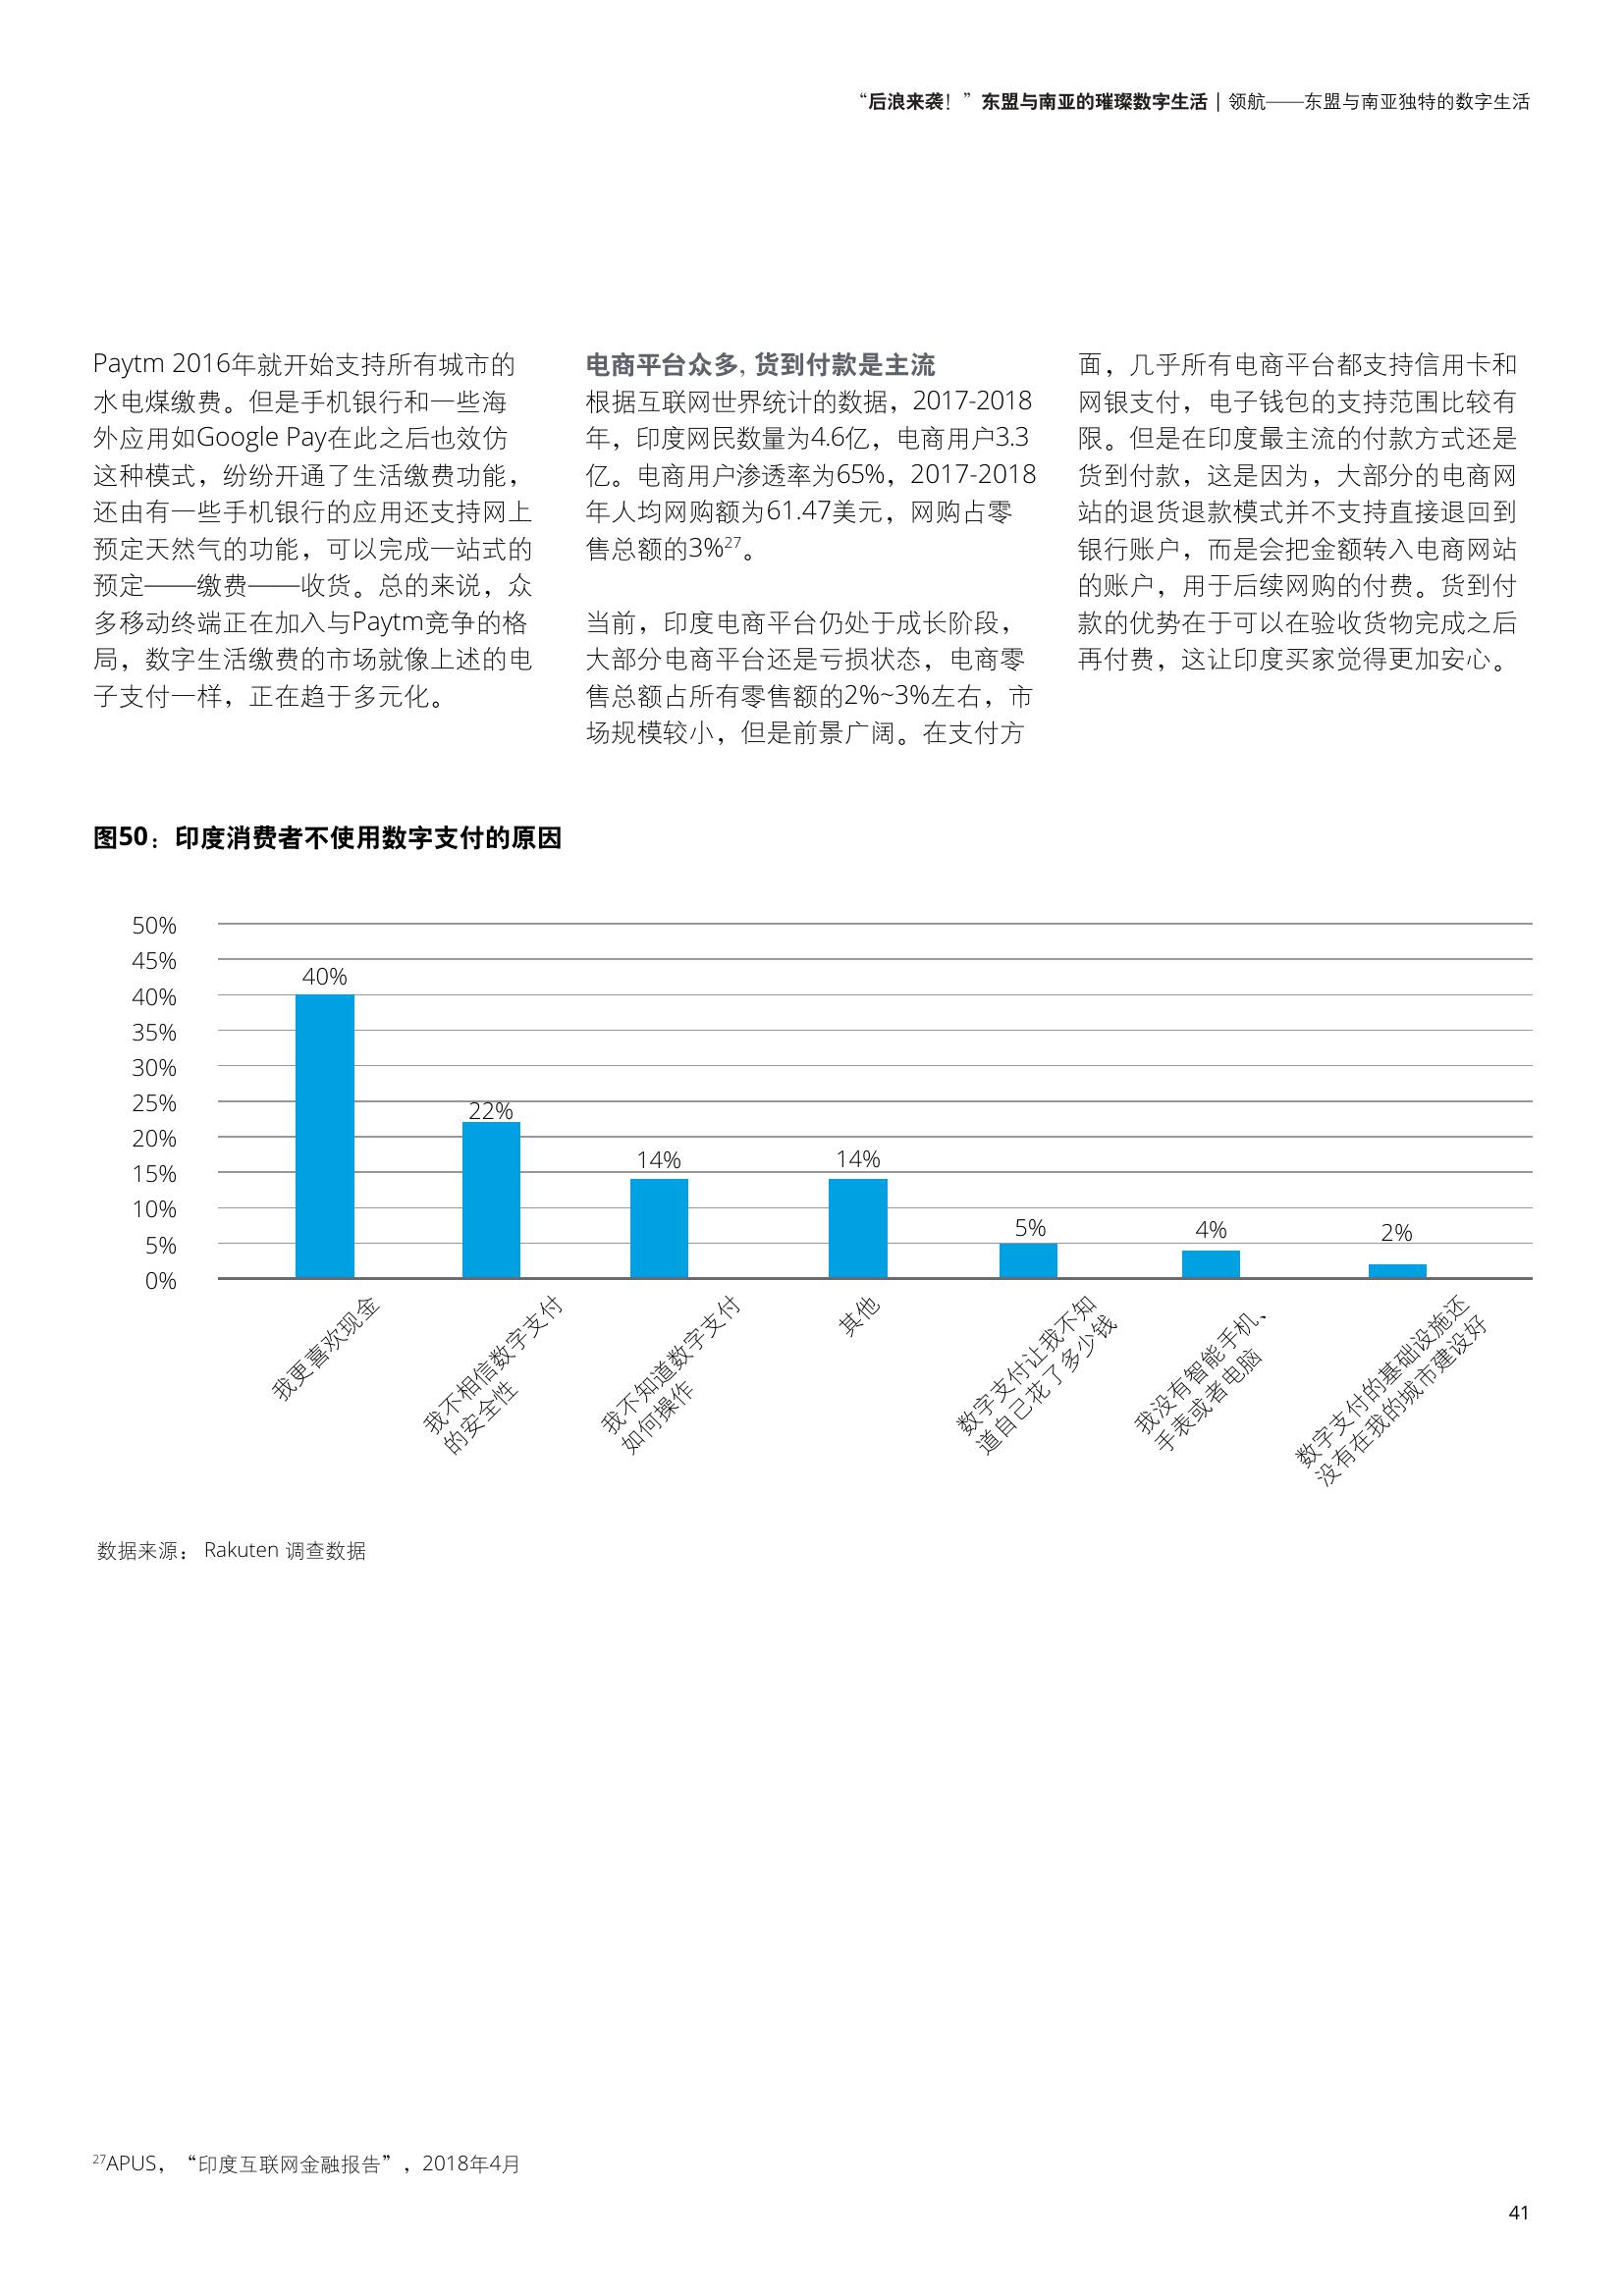 “后浪来袭！”东盟与南亚的璀璨数字生活 | 领航——东盟与南亚独特的数字生活
Paytm 2016年就开始支持所有城市的
水电煤缴费。但是手机银行和一些海
外应用如Google Pay在此之后也效仿
这种模式，纷纷开通了生活缴费功能，
还由有一些手机银行的应用还支持网上
预定天然气的功能，可以完成一站式的
预定——缴费——收货。总的来说，众
多移动终端正在加入与Paytm竞争的格
局，数字生活缴费的市场就像上述的电
子支付一样，正在趋于多元化。
电商平台众多, 货到付款是主流
根据互联网世界统计的数据，2017-2018
年，印度网民数量为4.6亿，电商用户3.3
亿。电商用户渗透率为65%，2017-2018
年人均网购额为61.47美元，网购占零
售总额的3%27。
当前，印度电商平台仍处于成长阶段，
大部分电商平台还是亏损状态，电商零
售总额占所有零售额的2%~3%左右，市
场规模较小，但是前景广阔。在支付方
面，几乎所有电商平台都支持信用卡和
网银支付，电子钱包的支持范围比较有
限。但是在印度最主流的付款方式还是
货到付款，这是因为，大部分的电商网
站的退货退款模式并不支持直接退回到
银行账户，而是会把金额转入电商网站
的账户，用于后续网购的付费。货到付
款的优势在于可以在验收货物完成之后
再付费，这让印度买家觉得更加安心。
图50：印度消费者不使用数字支付的原因
50%
45%
40%
35%
30%
25%
20%
15%
10%
5%
0%
40%
22%
14%
14%
5%
4%
2%
我更喜欢现金
我不相信数字支付
的安全性
我不知道数字支付
如何操作
其他
数字支付让我不知
道自己花了多少钱
我没有智能手机、
手表或者电脑
数字支付的基础设施还
没有在我的城市建设好
数据来源： Rakuten 调查数据
27APUS，“印度互联网金融报告”，2018年4月
41